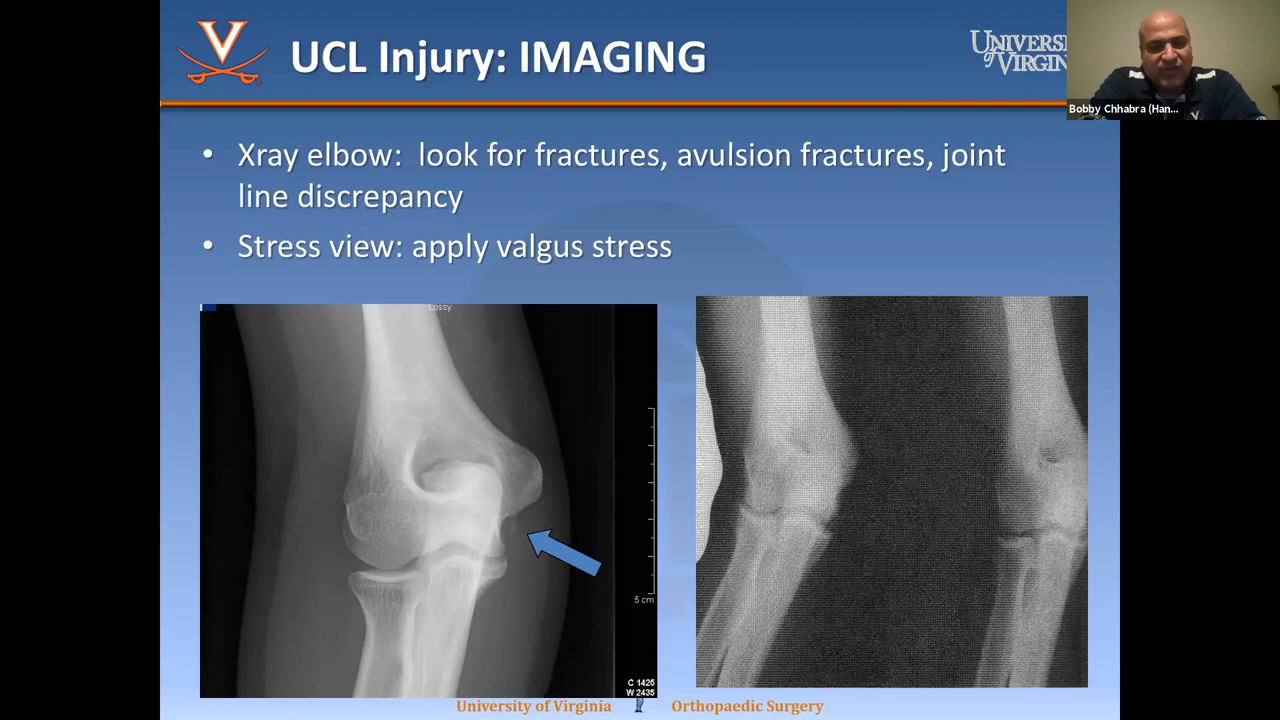 UCL Injury: IMAGING
Bobby Chhabra (Han...
• Xray elbow: look for fractures, avulsion fractures, joint
line discrepancy
• Stress view: apply valgus stress
Lossy
5 cm
C 1425
W 2435
University of Virginia Orthopaedic Surgery